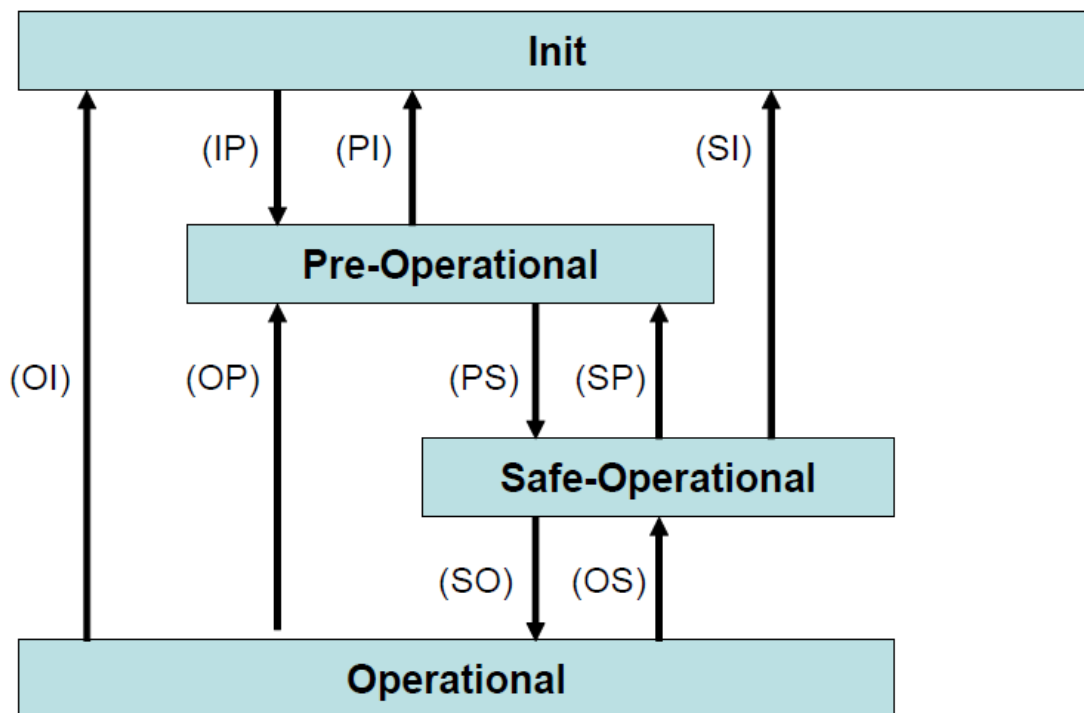 Init
(IP)
(PI)
(SI)
Pre-Operational
(OI)
(OP)
(PS)
(SP)
Safe-Operational
(SO)
(OS)
Operational